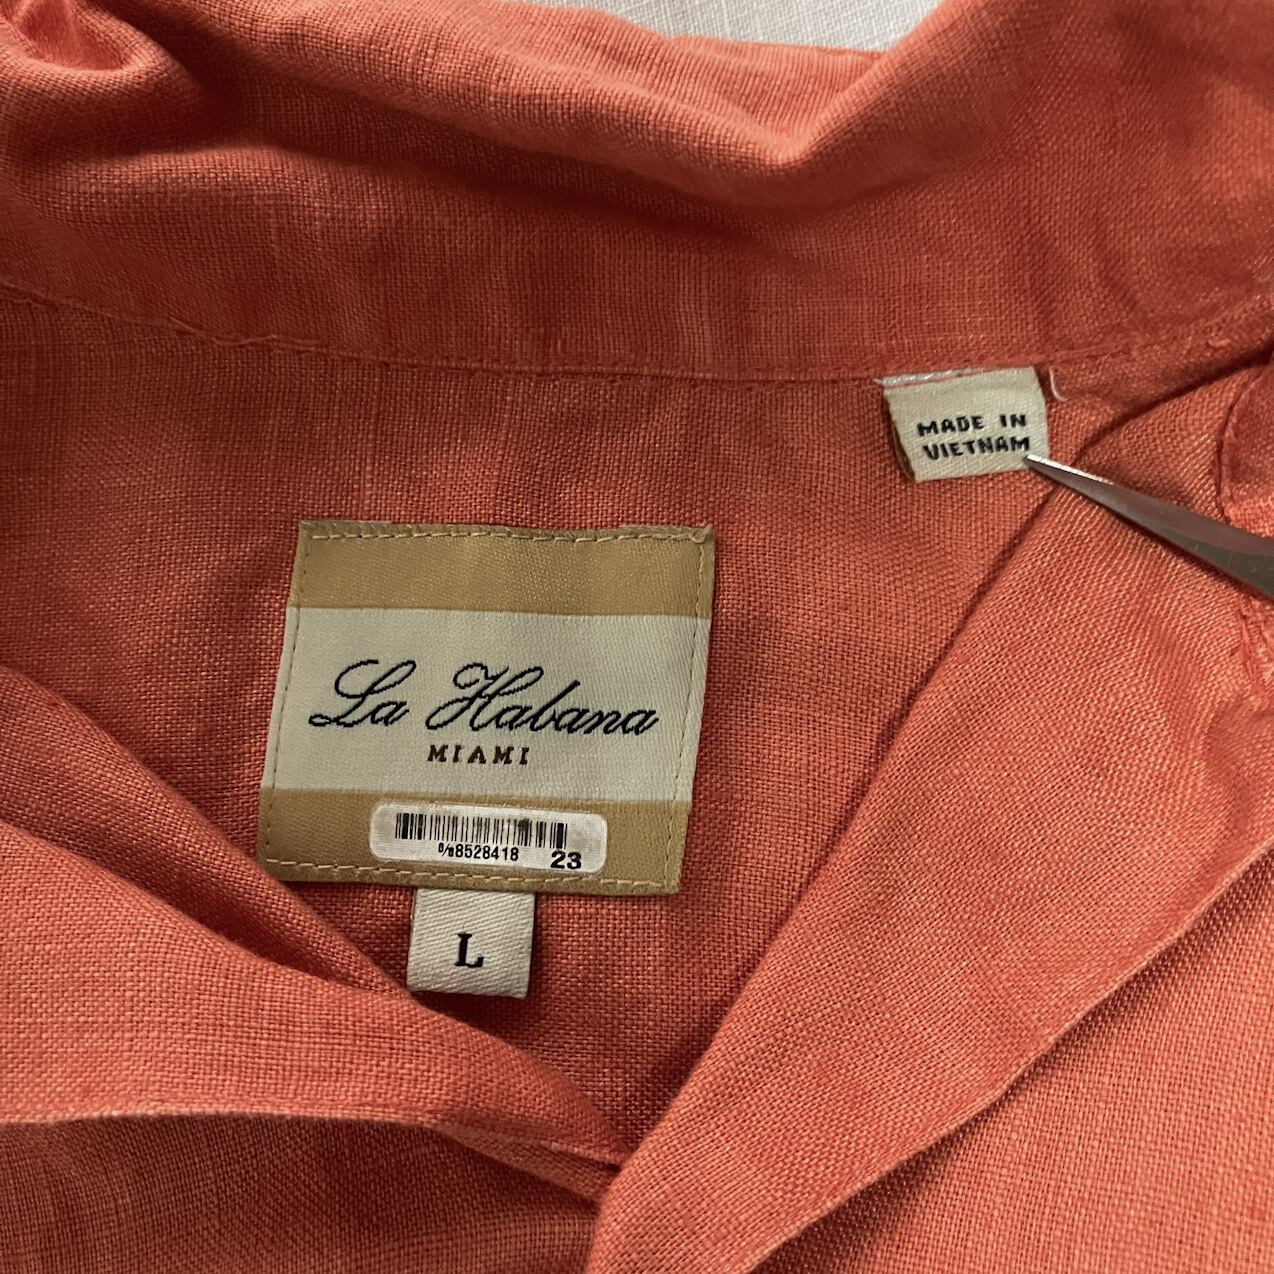 MADE IN
VIETNAM
La Habana
MIAMI
8528418 23
L